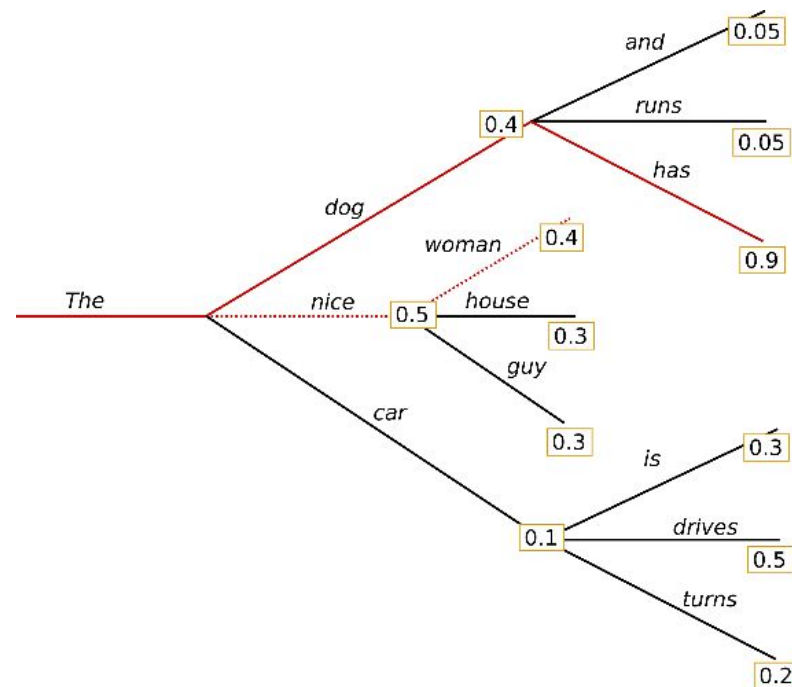 0.05
and
runs
0.4
0.05
has
dog
woman
0.4
0.9
The
nice
0.5
house
0.3
guy
car
0.3
is
0.3
drives
0.1
0.5
turns
0.2